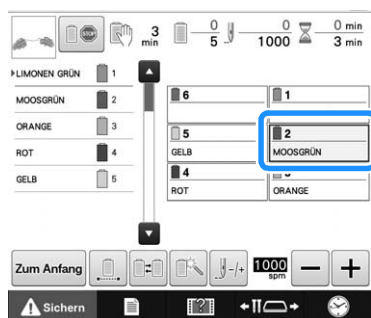 3 min
0 5
0 1000
0 min
3 min
LIMONEN GRÜN 1
MOOSGRÜN 2
ORANGE 3
ROT 4
GELB 5
6
1
5
GELB
2
MOOSGRÜN
4
ROT
ORANGE
Zum Anfang
-/+
1000 spm
- +
Sichern
?